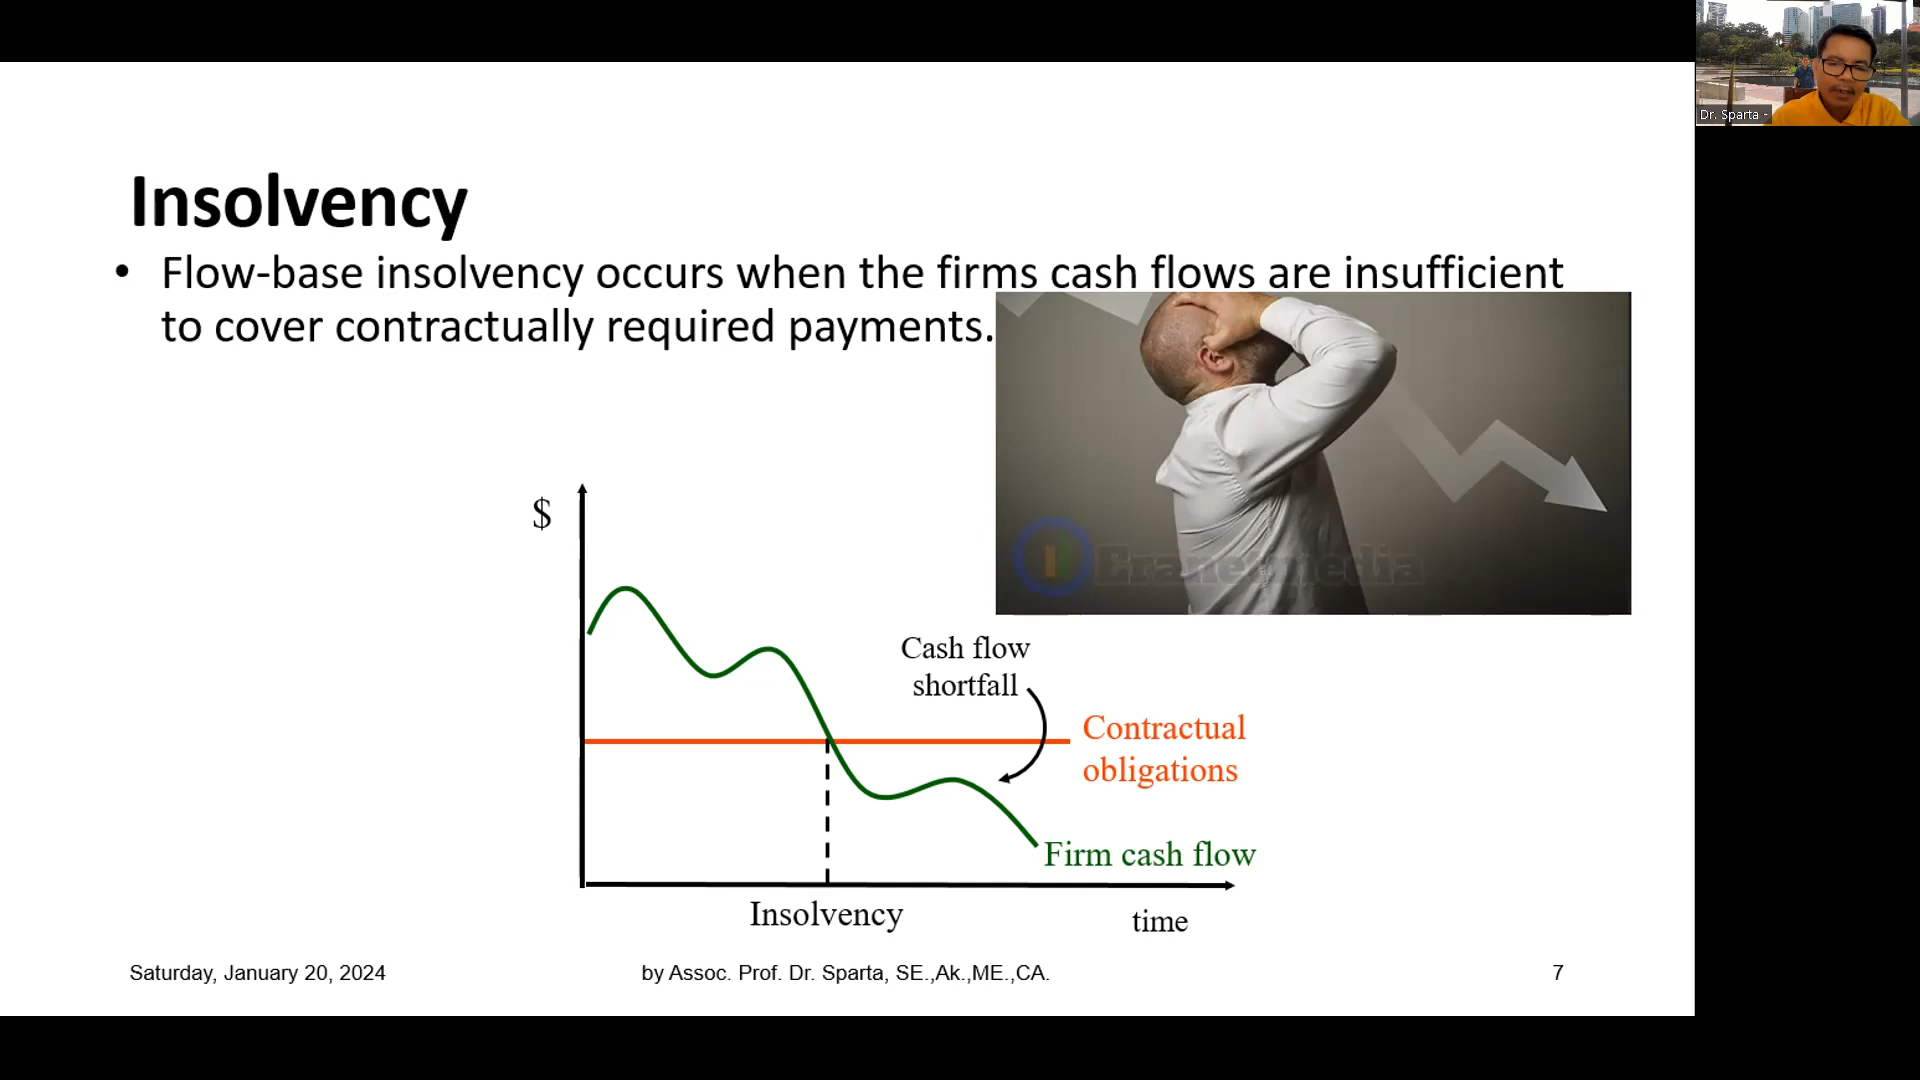 Dr. Sparta -
Insolvency
• Flow-base insolvency occurs when the firms cash flows are insufficient
to cover contractually required payments.
Eranetmedia
$
Cash flow
shortfall
Contractual
obligations
Firm cash flow
Insolvency
time
Saturday, January 20, 2024
by Assoc. Prof. Dr. Sparta, SE.,Ak.,ME.,CA.
7